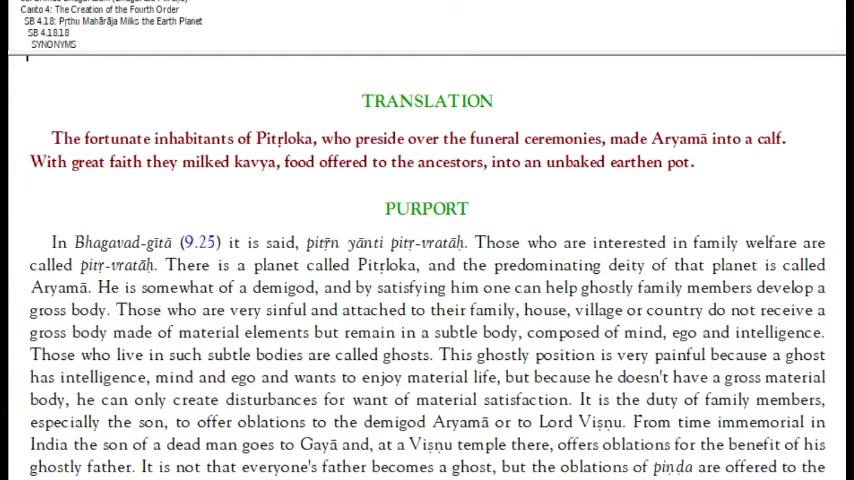 Canto 4: The Creation of the Fourth Order
SB 4.18: Pṛthu Mahārāja Milks the Earth Planet
SB 4.18.18
SYNONYMS
TRANSLATION
The fortunate inhabitants of Pitṛloka, who preside over the funeral ceremonies, made Aryamā into a calf.
With great faith they milked kavya, food offered to the ancestors, into an unbaked earthen pot.
PURPORT
In Bhagavad-gītā (9.25) it is said, pitṝn yānti pitṛ-vratāḥ. Those who are interested in family welfare are
called pitṛ-vratāḥ. There is a planet called Pitṛloka, and the predominating deity of that planet is called
Aryamā. He is somewhat of a demigod, and by satisfying him one can help ghostly family members develop a
gross body. Those who are very sinful and attached to their family, house, village or country do not receive a
gross body made of material elements but remain in a subtle body, composed of mind, ego and intelligence.
Those who live in such subtle bodies are called ghosts. This ghostly position is very painful because a ghost
has intelligence, mind and ego and wants to enjoy material life, but because he doesn't have a gross material
body, he can only create disturbances for want of material satisfaction. It is the duty of family members,
especially the son, to offer oblations to the demigod Aryamā or to Lord Viṣṇu. From time immemorial in
India the son of a dead man goes to Gayā and, at a Viṣṇu temple there, offers oblations for the benefit of his
ghostly father. It is not that everyone's father becomes a ghost, but the oblations of piṇḍa are offered to the